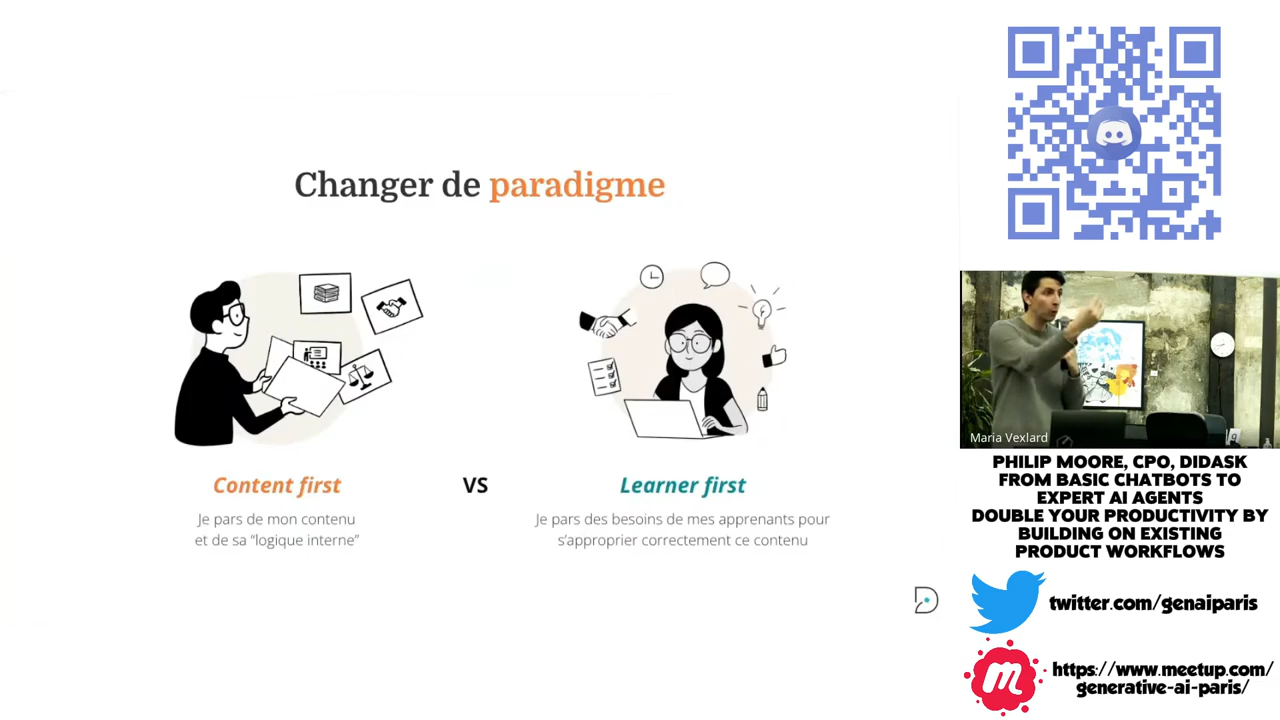 Changer de paradigme
Content first
VS
Learner first
Je pars de mon contenu
et de sa “logique interne”
Je pars des besoins de mes apprenants pour
s’approprier correctement ce contenu
Maria Vexlard
PHILIP MOORE, CPO, DIDASK
FROM BASIC CHATBOTS TO
EXPERT AI AGENTS
DOUBLE YOUR PRODUCTIVITY BY
BUILDING ON EXISTING
PRODUCT WORKFLOWS
twitter.com/genaiparis
https://www.meetup.com/
generative-ai-paris/